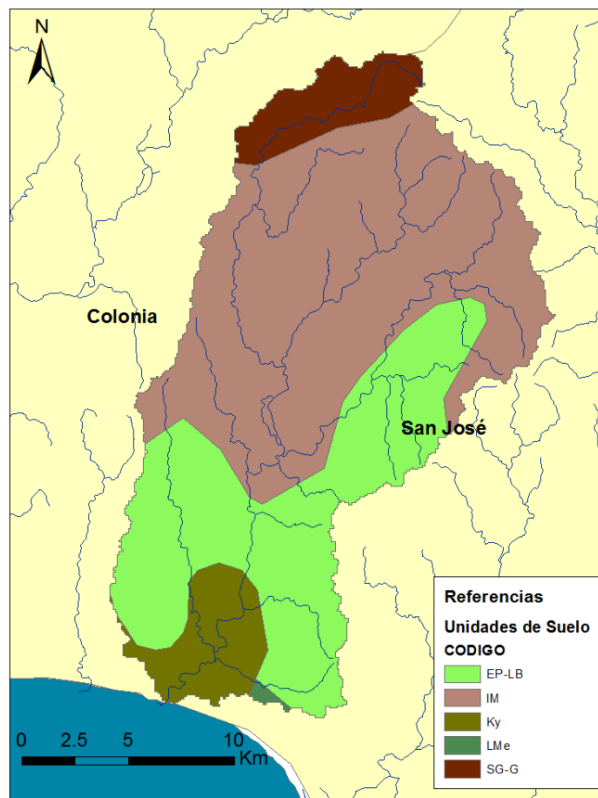 N
Colonia
San José
Referencias
Unidades de Suelo
CODIGO
EP-LB
IM
Ky
LMe
SG-G
0 2.5 5 10
Km